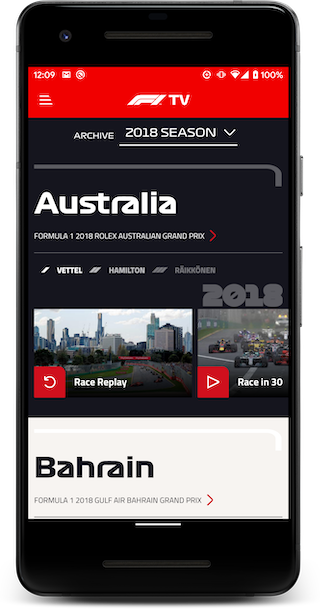 12:09 100%
F1 TV
ARCHIVE 2018 SEASON
Australia
FORMULA 1 2018 ROLEX AUSTRALIAN GRAND PRIX
VETTEL HAMILTON RÄIKKÖNEN
2018
Race Replay Race in 30
Bahrain
FORMULA 1 2018 GULF AIR BAHRAIN GRAND PRIX